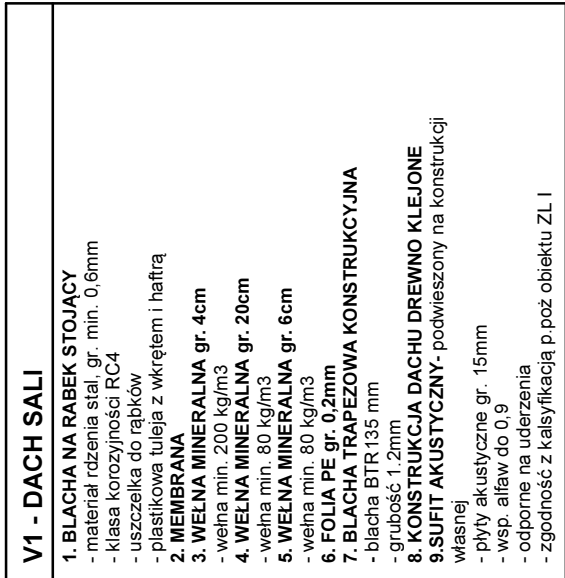 V1 - DACH SALI
1. BLACHA NA RĄBEK STOJĄCY
- materiał rdzenia stal, gr. min. 0,6mm
- klasa korozyjności RC4
- uszczelka do rąbków
- plastikowa tuleja z wkrętem i haftrą
2. MEMBRANA
3. WEŁNA MINERALNA gr. 4cm
- wełna min. 200 kg/m3
4. WEŁNA MINERALNA gr. 20cm
- wełna min. 80 kg/m3
5. WEŁNA MINERALNA gr. 6cm
- wełna min. 80 kg/m3
6. FOLIA PE gr. 0,2mm
7. BLACHA TRAPEZOWA KONSTRUKCYJNA
- blacha BTR135 mm
- grubość 1.2mm
8. KONSTRUKCJA DACHU DREWNO KLEJONE
9.SUFIT AKUSTYCZNY- podwieszony na konstrukcji
własnej
- płyty akustyczne gr. 15mm
- wsp. alfaw do 0,9
- odporne na uderzenia
- zgodność z kalsyfikacją p.poż obiektu ZL I